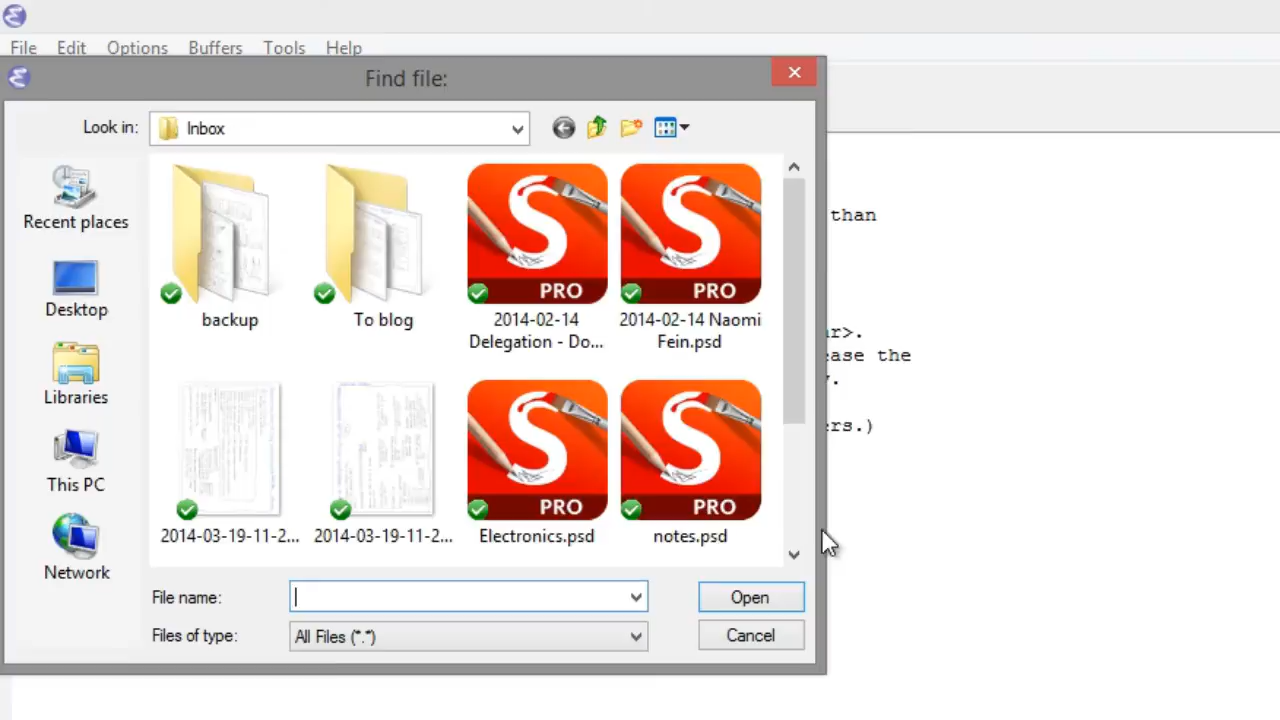 File Edit Options Buffers Tools Help
Find file:
Look in: Inbox
Recent places
Desktop
Libraries
This PC
Network
backup
To blog
PRO
2014-02-14
Delegation - Do...
PRO
2014-02-14 Naomi
Fein.psd
2014-03-19-11-2...
2014-03-19-11-2...
PRO
Electronics.psd
PRO
notes.psd
File name:
Open
Files of type: All Files (*.*)
Cancel
than
ar>.
ease the
y.
ers.)